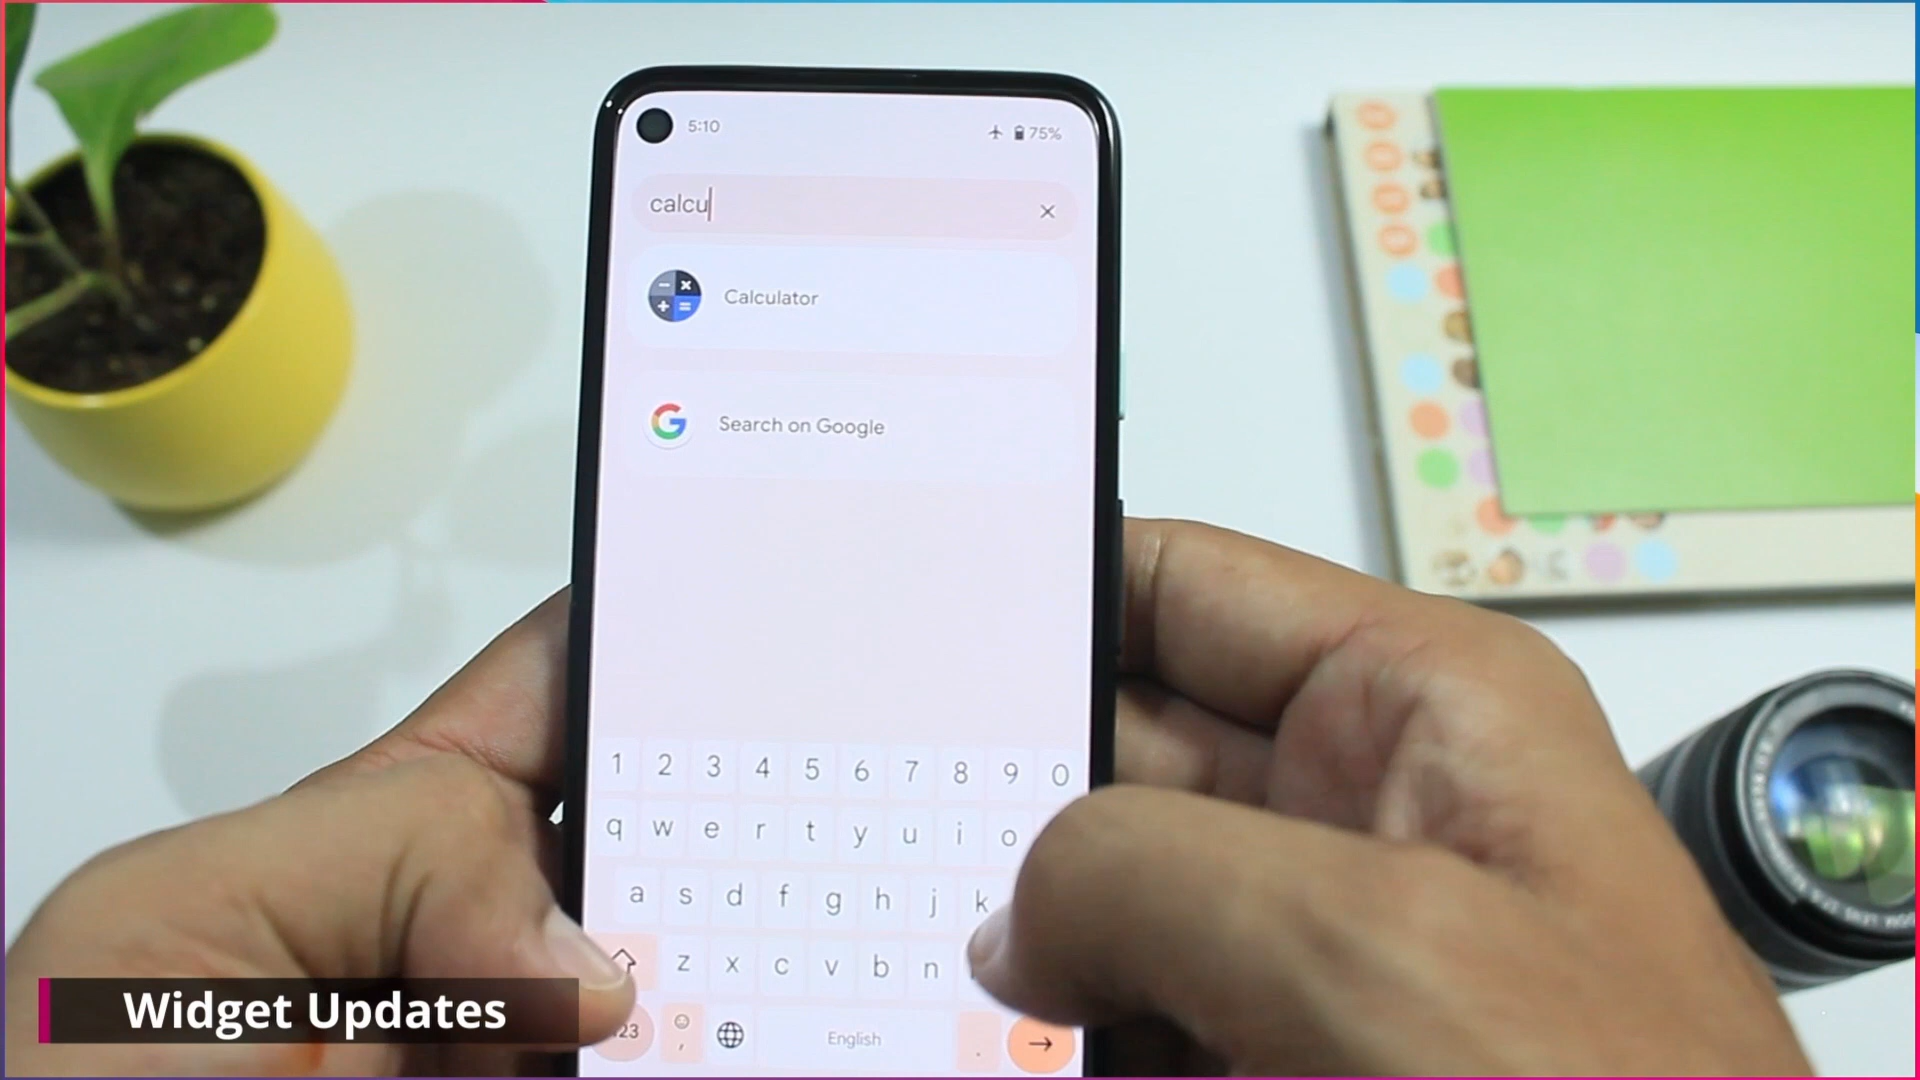 5:10
75%
calcu
Calculator
Search on Google
1 2 3 4 5 6 7 8 9 0
q w e r t y u i o
a s d f g h j k
z x c v b n
123 , English .
Widget Updates